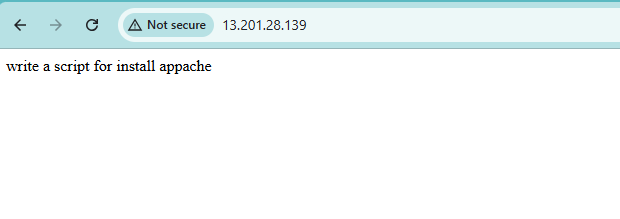 Not secure 13.201.28.139
write a script for install appache